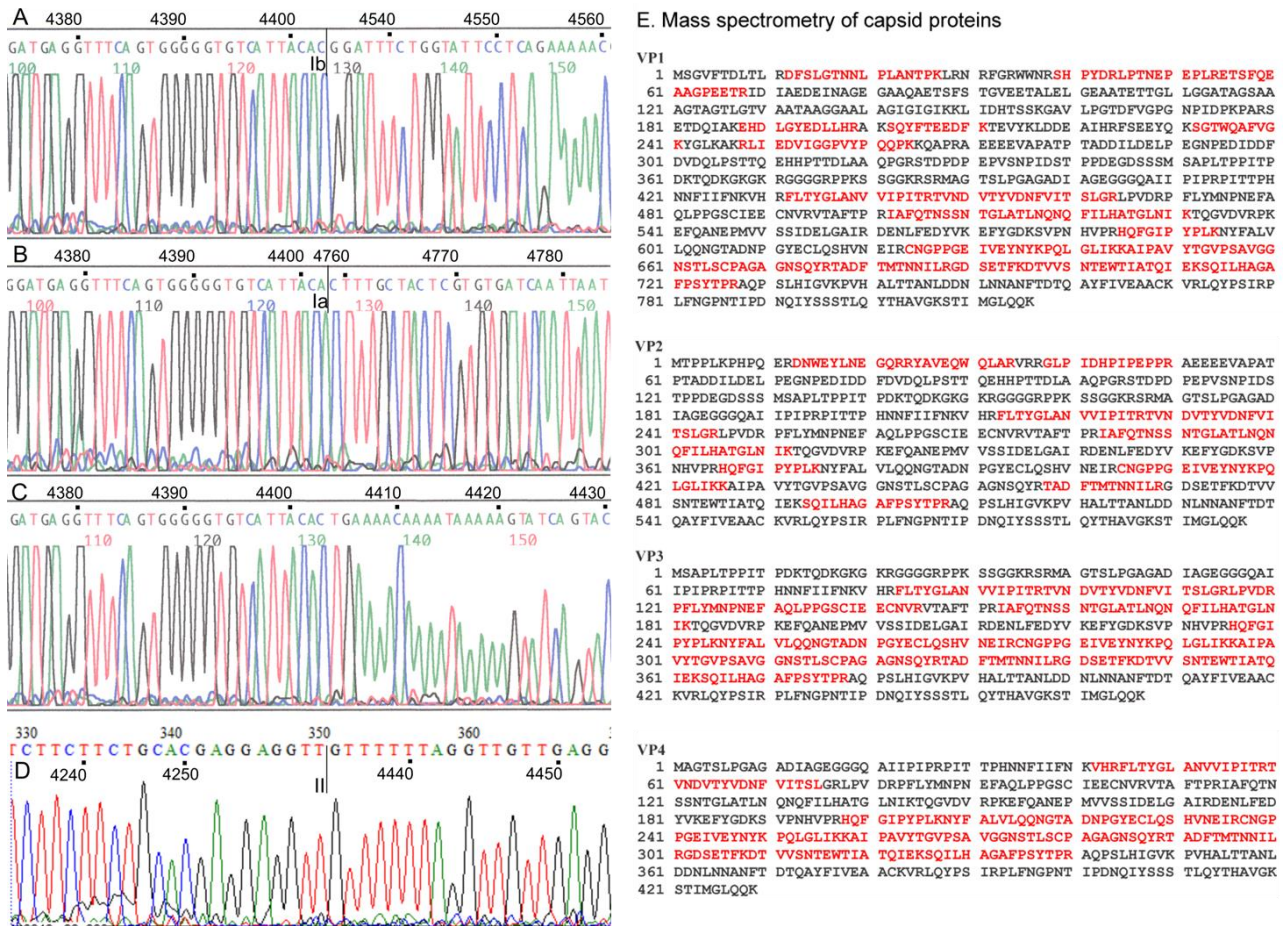 A 4380 4390 4400 4540 4550 4560
GATGAGGTTTCAGTGGGGGTGTCATTACACGGATTTCTGGTATTCCTCAGAAAAAC
100 110 120 Ib 130 140 150
B 4380 4390 4400 4760 4770 4780
GGATGAGGTTTCAGTGGGGGTGTCATTACACTTTGCTACTCGTGTGATCAATTAAT
100 110 120 Ia 130 140 150
C 4380 4390 4400 4410 4420 4430
GATGAGGTTTCAGTGGGGGTGTCATTACACTGAAAACAAAATAAAAAGTATCAGTAC
110 120 130 140 150
330 340 350 360
TCTTCTTCTGCACGAGGAGGTTGTTTTTTAGGTTGTTGAGG
D 4240 4250 II 4440 4450
E. Mass spectrometry of capsid proteins
VP1
1 MSGVFTDLTL RDFSLGTNNL PLANTPKLRN RFGRWWNRSH PYDRLPTNEP EPLRETSFQE
61 AAGPEETRID IAEDEINAGE GAAQAETSFS TGVEETALEL GEAATETTGL LGGATAGSAA
121 AGTAGTLGTV AATAAGGAAL AGIGIGIKKL IDHTSSKGAV LPGTDFVGPG NPIDPKPARS
181 ETDQIAKEHD LGYEDLLHRA KSQYFTEEDF KTEVYKLDDE AIHRFSEEYQ KSGTWQAFVG
241 KYGLKAKRLI EDVIGGPVYP QQPKKQAPRA EEEVAPATPT ADDILDELPE GNPEDIDDF
301 DVDQLPSTTQ EHHPTTDLAA QPGRSTDPDP EPVSNPIDST PPDEGDSSSM SAPLTPPITP
361 DKTQDKGKGK RGGGGRPPKS SGGKRSRMAG TSLPGAGADI AGEGGGQAII PIPRPITTPH
421 NNFIIFNKVH RFLTYGLANV VIPITRTVND VTYVDNFVIT SLGRLPVDRP FLYMNPNEFA
481 QLPPGSCIEE CNVRVTAFTP RIAFQTNSSN TGLATLNQNQ FILHATGLNI KTQGVDVRPK
541 EFQANEPMVV SSIDELGAIR DENLFEDYVK EFYGDKSVPN HVPRHQFGIP YPLKNYFALV
601 LQQNGTADNP GYECLQSHVN EIRCNGPPGE IVEYNYKPQL GLIKKAIPAV YTGVPSAVGG
661 NSTLSCPAGA GNSQYRTADF TMTNNILRGD SETFKDTVVS NTEWTIATQI EKSQILHAGA
721 FPSYTPRAQP SLHIGVKPVH ALTTANLDDN LNNANFTDTQ AYFIVEAACK VRLQYPSIRP
781 LFNGPNTIPD NQIYSSSTLQ YTHAVGKSTI MGLQQK
VP2
1 MTPPLKPHPQ ERDNWEYLNE GQRRYAVEQW QLARVRRGLP IDHPIPEPPR AEEEEVAPAT
61 PTADDILDEL PEGNPEDIDD FDVDQLPSTT QEHHPTTDLA AQPGRSTDPD PEPVSNPIDS
121 TPPDEGDSSS MSAPLTPPIT PDKTQDKGKG KRGGGGRPPK SSGGKRSRMA GTSLPGAGAD
181 IAGEGGGQAI IPIPRPITTP HNNFIIFNKV HRFLTYGLAN VVIPITRTVN DVTYVDNFVI
241 TSLGRLPVDR PFLYMNPNEF AQLPPGSCIE ECNVRVTAFT PRIAFQTNSS NTGLATLNQN
301 QFILHATGLN IKTQGVDVRP KEFQANEPMV VSSIDELGAI RDENLFEDYV KEFYGDKSVP
361 NHVPRHQFGI PYPLKNYFAL VLQQNGTADN PGYECLQSHV NEIRCNGPPG EIVEYNYKPQ
421 LGLIKKAIPA VYTGVPSAVG GNSTLSCPAG AGNSQYRTAD FTMTNNILRG DSETFKDTVV
481 SNTEWTIATQ IEKSQILHAG AFPSYTPRAQ PSLHIGVKPV HALTTANLDD NLNNANFTDT
541 QAYFIVEAAC KVRLQYPSIR PLFNGPNTIP DNQIYSSSTL QYTHAVGKST IMGLQQK
VP3
1 MSAPLTPPIT PDKTQDKGKG KRGGGGRPPK SSGGKRSRMA GTSLPGAGAD IAGEGGGQAI
61 IPIPRPITTP HNNFIIFNKV HRFLTYGLAN VVIPITRTVN DVTYVDNFVI TSLGRLPVDR
121 PFLYMNPNEF AQLPPGSCIE ECNVRVTAFT PRIAFQTNSS NTGLATLNQN QFILHATGLN
181 IKTQGVDVRP KEFQANEPMV VSSIDELGAI RDENLFEDYV KEFYGDKSVP NHVPRHQFGI
241 PYPLKNYFAL VLQQNGTADN PGYECLQSHV NEIRCNGPPG EIVEYNYKPQ LGLIKKAIPA
301 VYTGVPSAVG GNSTLSCPAG AGNSQYRTAD FTMTNNILRG DSETFKDTVV SNTEWTIATQ
361 IEKSQILHAG AFPSYTPRAQ PSLHIGVKPV HALTTANLDD NLNNANFTDT QAYFIVEAAC
421 KVRLQYPSIR PLFNGPNTIP DNQIYSSSTL QYTHAVGKST IMGLQQK
VP4
1 MAGTSLPGAG ADIAGEGGGQ AIIPIPRPIT TPHNNFIIFN KVHRFLTYGL ANVVIPITRT
61 VNDVTYVDNF VITSLGRLPV DRPFLYMNPN EFAQLPPGSC IEECNVRVTA FTPRIAFQTN
121 SSNTGLATLN QNQFILHATG LNIKTQGVDV RPKEFQANEP MVVSSIDELG AIRDENLFED
181 YVKEFYGDKS VPNHVPRHQF GIPYPLKNYF ALVLQQNGTA DNPGYECLQS HVNEIRCNGP
241 PGEIVEYNYK PQLGLIKKAI PAVYTGVPSA VGGNSTLSCP AGAGNSQYRT ADFTMTNNIL
301 RGDSETFKDT VVSNTEWTIA TQIEKSQILH AGAFPSYTPR AQPSLHIGVK PVHALTTANL
361 DDNLNNANFT DTQAYFIVEA ACKVRLQYPS IRPLFNGPNT IPDNQIYSSS TLQYTHAVGK
421 STIMGLQQK